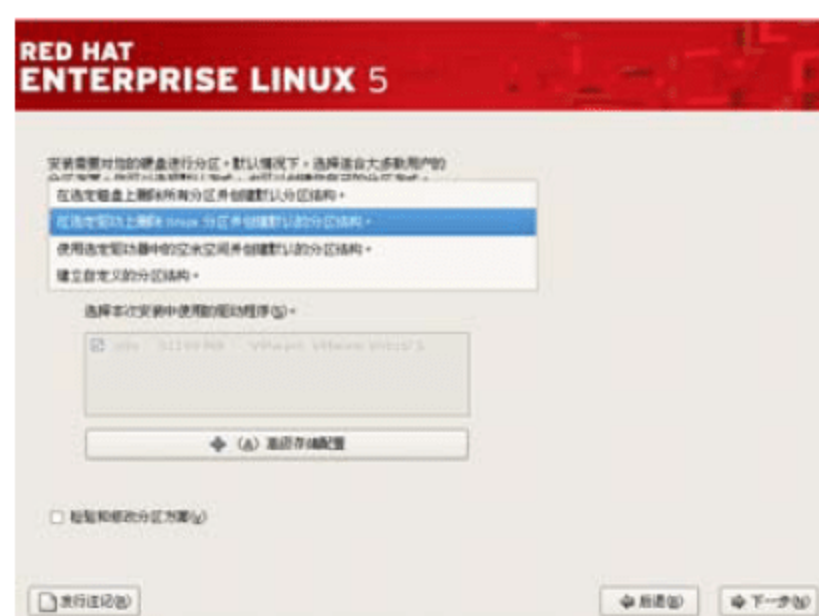 RED HAT
ENTERPRISE LINUX 5
安装需要对您的硬盘进行分区。默认情况下，选择适合大多数用户的
在选定磁盘上删除所有分区并创建默认分区结构。
在选定驱动上删除 linux 分区并创建默认的分区结构。
使用选定驱动器中的空余空间并创建默认的分区结构。
建立自定义的分区结构。
选择本次安装中使用的驱动程序(S)。
(A) 高级存储配置
检验和修改分区方案(V)
发行注记(R)
后退(B)
下一步(N)